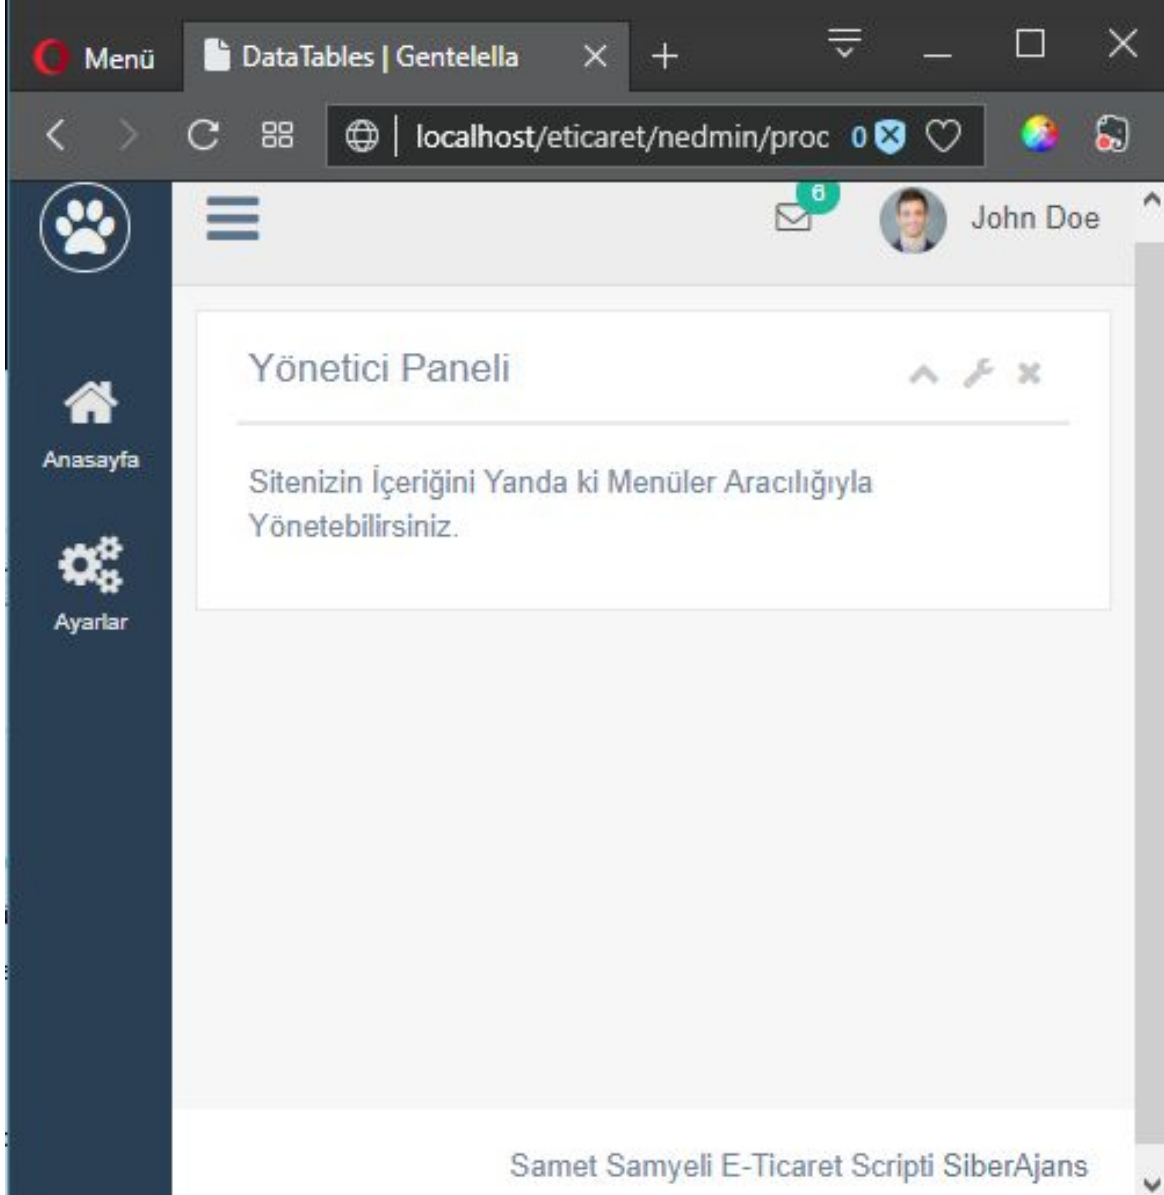 Menü
DataTables | Gentelella
localhost/eticaret/nedmin/proc 0
6
John Doe
Yönetici Paneli
Anasayfa
Sitenizin İçeriğini Yanda ki Menüler Aracılığıyla
Yönetebilirsiniz.
Ayarlar
Samet Samyeli E-Ticaret Scripti SiberAjans